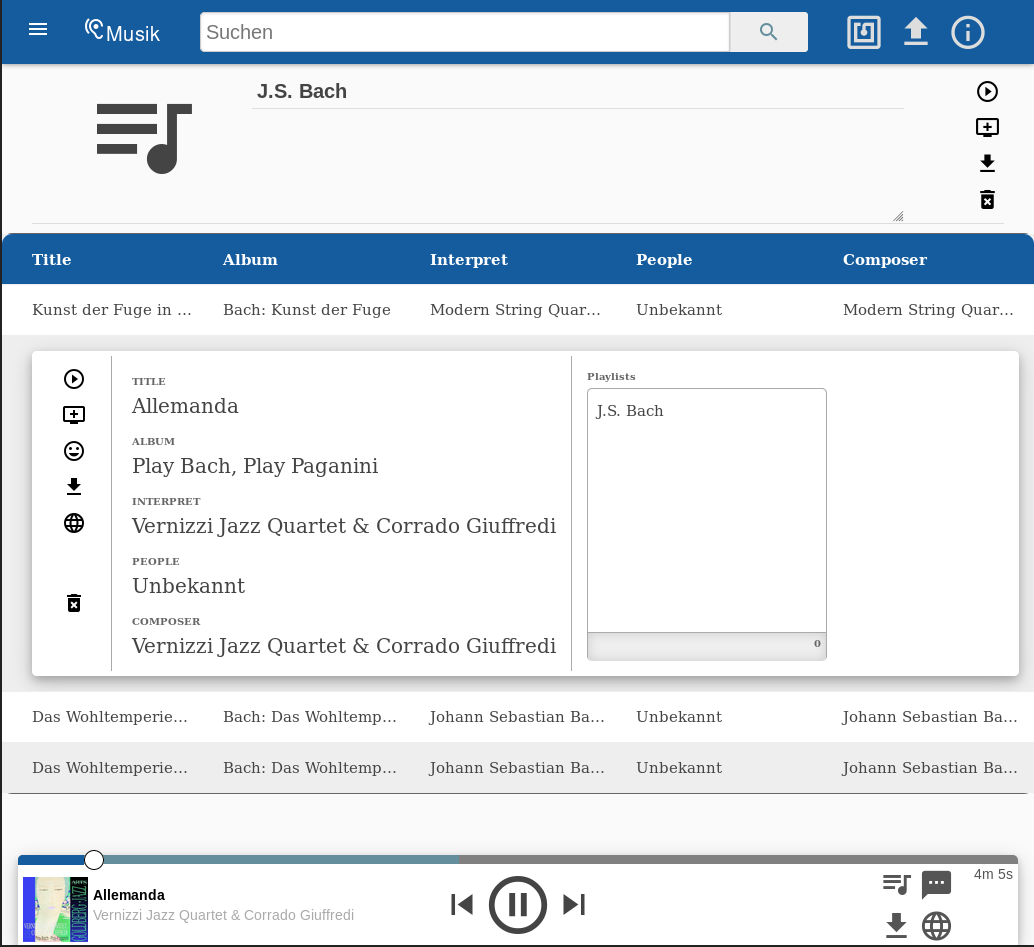 Musik
Suchen
J.S. Bach
Title Album Interpret People Composer
Kunst der Fuge in ... Bach: Kunst der Fuge Modern String Quar... Unbekannt Modern String Quar...
TITLE
Allemanda
ALBUM
Play Bach, Play Paganini
INTERPRET
Vernizzi Jazz Quartet & Corrado Giuffredi
PEOPLE
Unbekannt
COMPOSER
Vernizzi Jazz Quartet & Corrado Giuffredi
Playlists
J.S. Bach
0
Das Wohltemperie... Bach: Das Wohltemp... Johann Sebastian Ba... Unbekannt Johann Sebastian Ba...
Das Wohltemperie... Bach: Das Wohltemp... Johann Sebastian Ba... Unbekannt Johann Sebastian Ba...
Allemanda
Vernizzi Jazz Quartet & Corrado Giuffredi
4m 5s